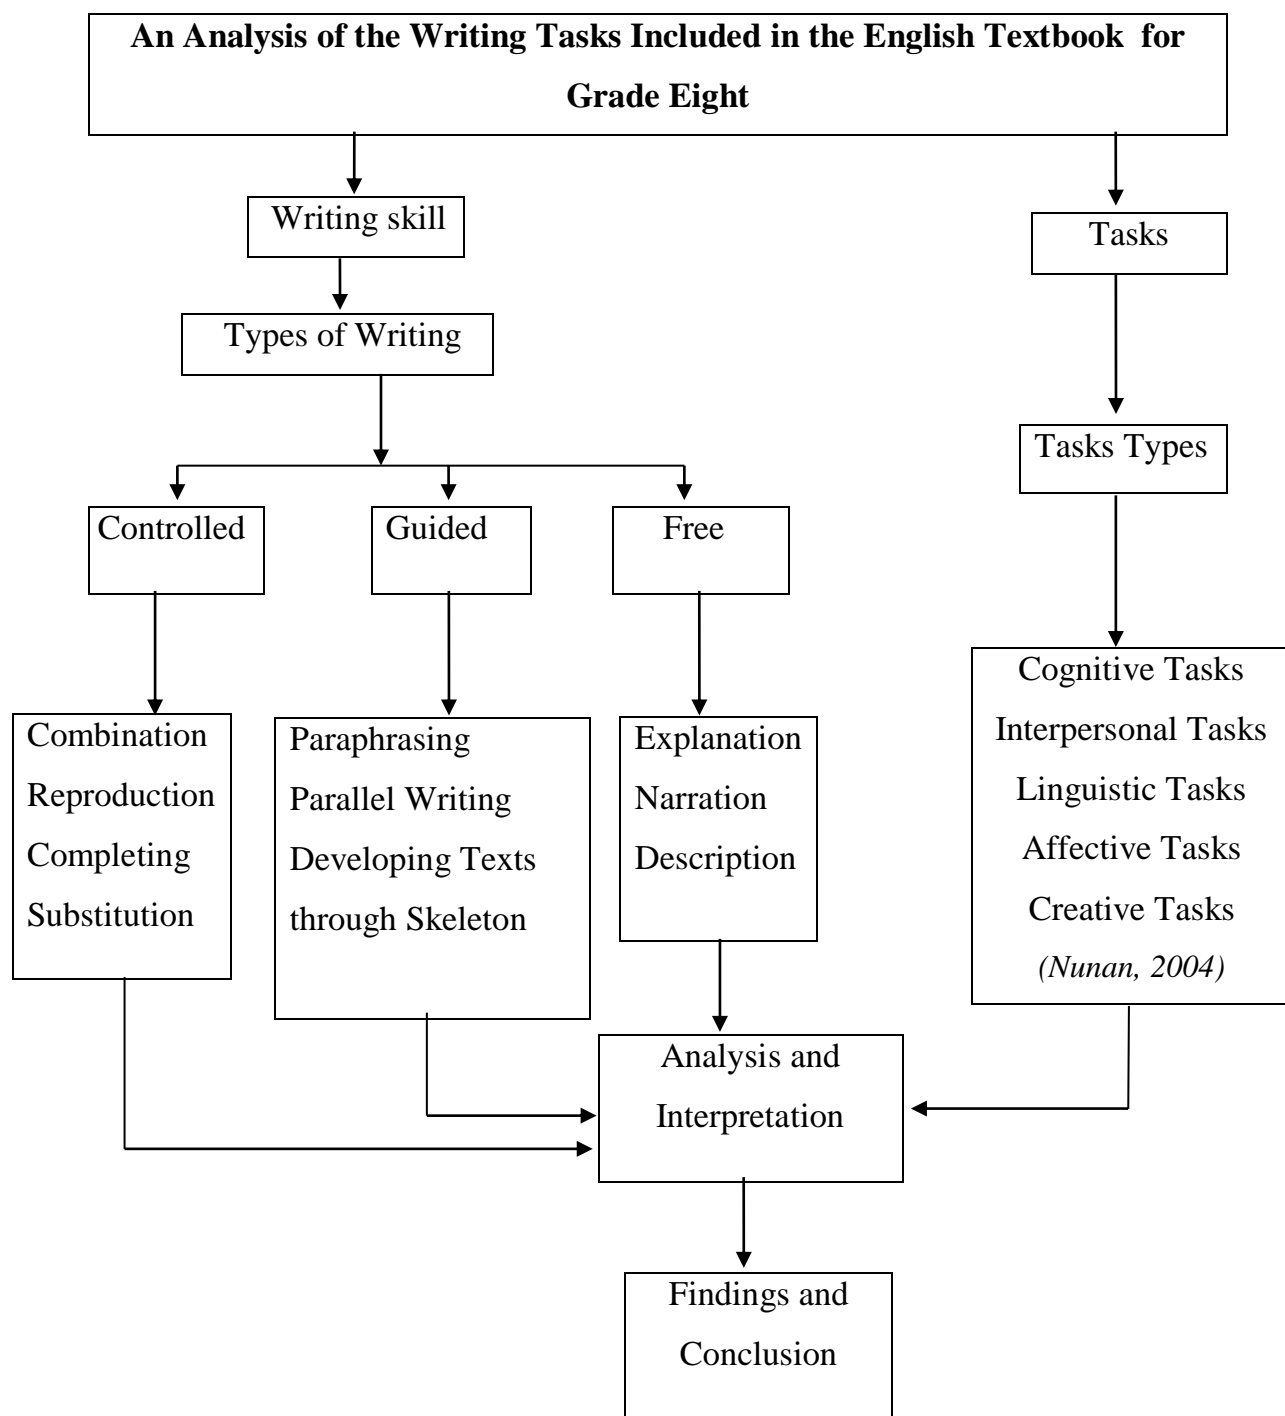 An Analysis of the Writing Tasks Included in the English Textbook for
Grade Eight
Writing skill
Tasks
Types of Writing
Tasks Types
Controlled
Guided
Free
Combination
Reproduction
Completing
Substitution
Paraphrasing
Parallel Writing
Developing Texts
through Skeleton
Explanation
Narration
Description
Cognitive Tasks
Interpersonal Tasks
Linguistic Tasks
Affective Tasks
Creative Tasks
(Nunan, 2004)
Analysis and
Interpretation
Findings and
Conclusion